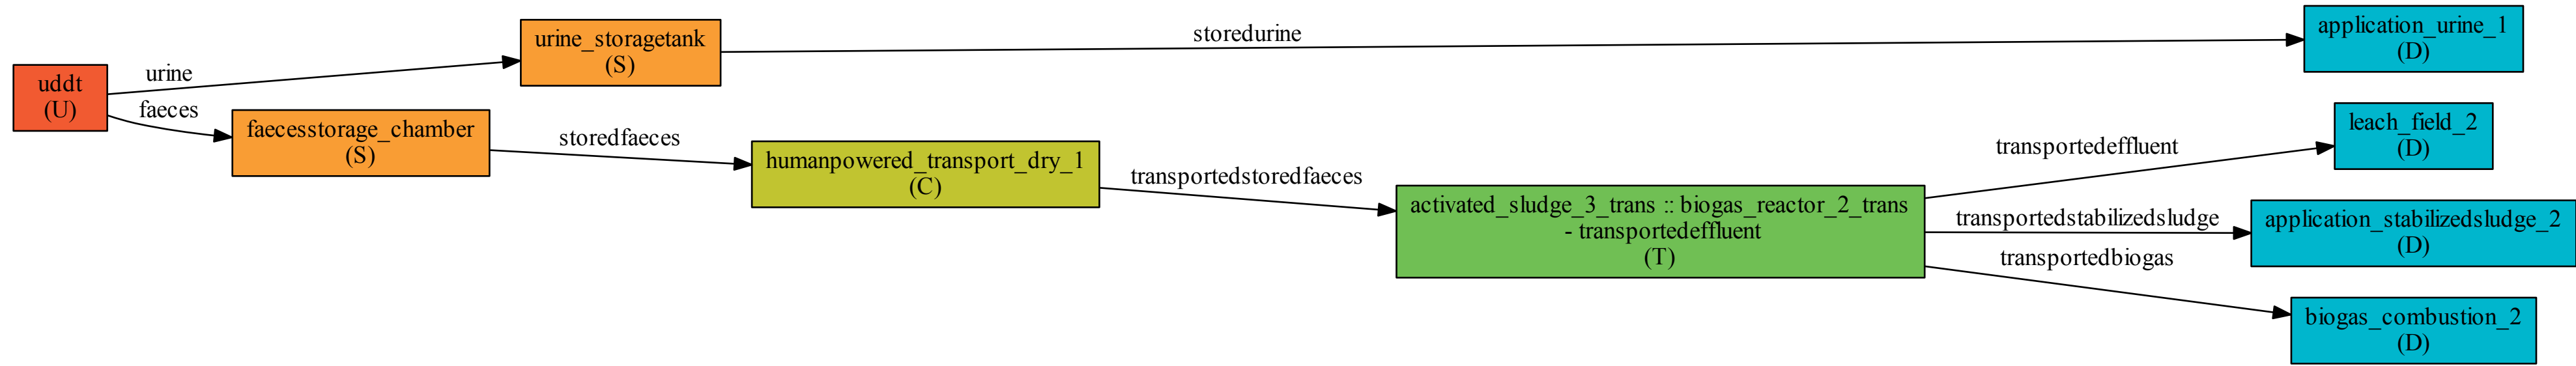 uddt
(U)
urine
faeces
urine_storagetank
(S)
faecesstorage_chamber
(S)
storedurine
storedfaeces
humanpowered_transport_dry_1
(C)
transportedstoredfaeces
activated_sludge_3_trans :: biogas_reactor_2_trans
- transportedeffluent
(T)
transportedeffluent
transportedstabilizedsludge
transportedbiogas
application_urine_1
(D)
leach_field_2
(D)
application_stabilizedsludge_2
(D)
biogas_combustion_2
(D)